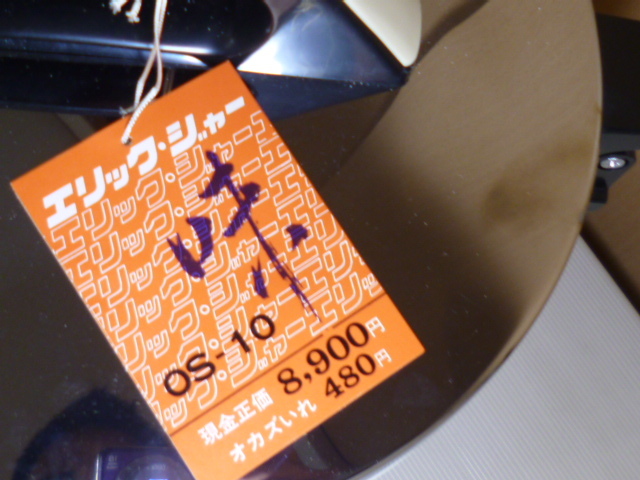 エリック・ジャー
味
OS-10
現金正価 8,900円
オカズいれ 480円